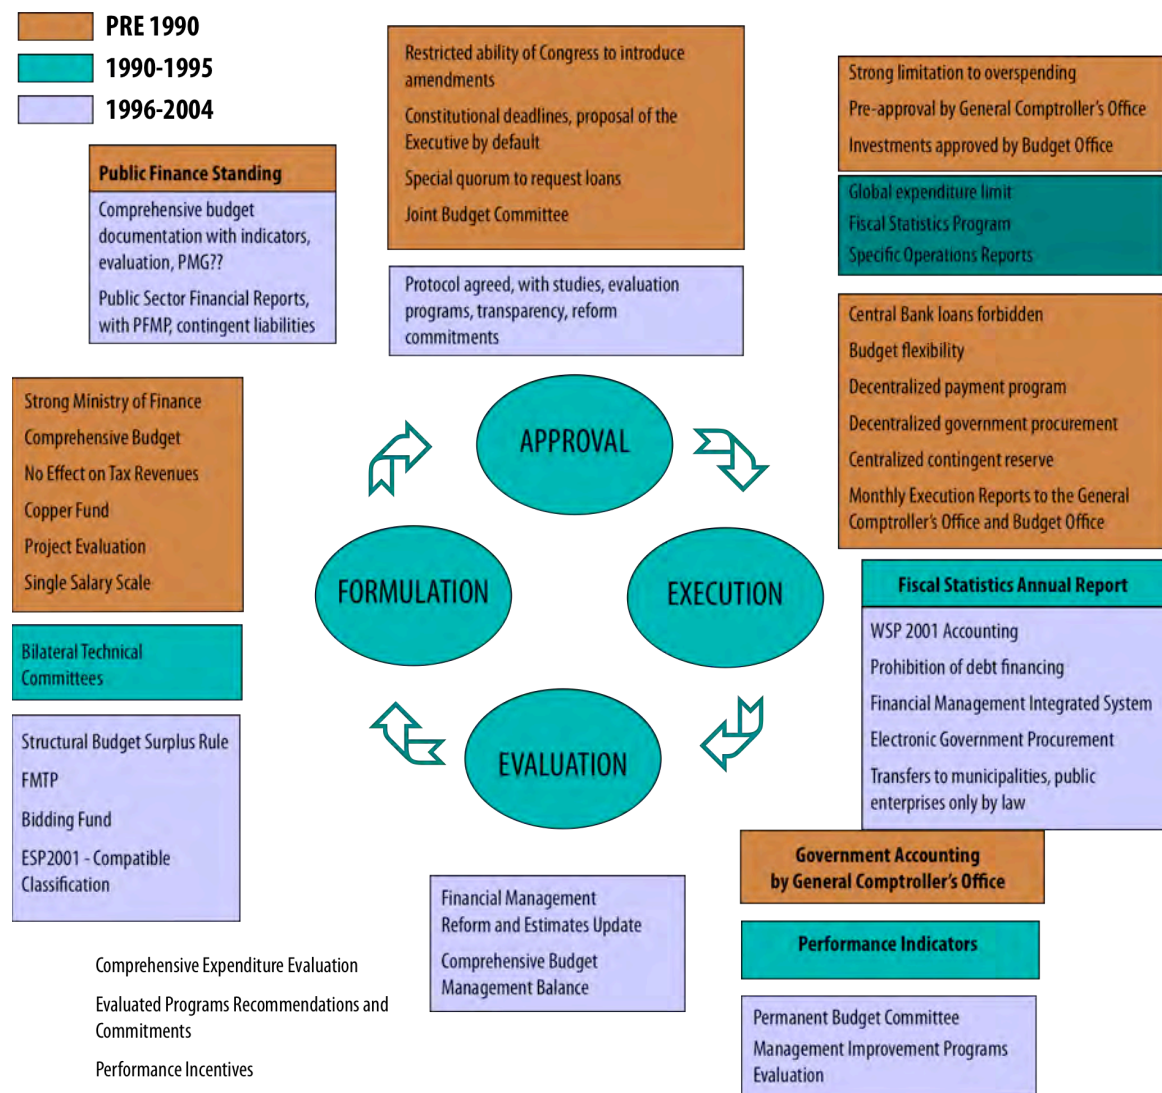 PRE 1990
1990-1995
1996-2004
Public Finance Standing
Comprehensive budget
documentation with indicators,
evaluation, PMG??
Public Sector Financial Reports,
with PFMP, contingent liabilities
Restricted ability of Congress to introduce
amendments
Constitutional deadlines, proposal of the
Executive by default
Special quorum to request loans
Joint Budget Committee
Protocol agreed, with studies, evaluation
programs, transparency, reform
commitments
Strong limitation to overspending
Pre-approval by General Comptroller's Office
Investments approved by Budget Office
Global expenditure limit
Fiscal Statistics Program
Specific Operations Reports
Central Bank loans forbidden
Budget flexibility
Decentralized payment program
Decentralized government procurement
Centralized contingent reserve
Monthly Execution Reports to the General
Comptroller's Office and Budget Office
Strong Ministry of Finance
Comprehensive Budget
No Effect on Tax Revenues
Copper Fund
Project Evaluation
Single Salary Scale
Bilateral Technical
Committees
Structural Budget Surplus Rule
FMTP
Bidding Fund
ESP2001 - Compatible
Classification
APPROVAL
FORMULATION
EXECUTION
EVALUATION
Fiscal Statistics Annual Report
WSP 2001 Accounting
Prohibition of debt financing
Financial Management Integrated System
Electronic Government Procurement
Transfers to municipalities, public
enterprises only by law
Government Accounting
by General Comptroller's Office
Performance Indicators
Permanent Budget Committee
Management Improvement Programs
Evaluation
Financial Management
Reform and Estimates Update
Comprehensive Budget
Management Balance
Comprehensive Expenditure Evaluation
Evaluated Programs Recommendations and
Commitments
Performance Incentives